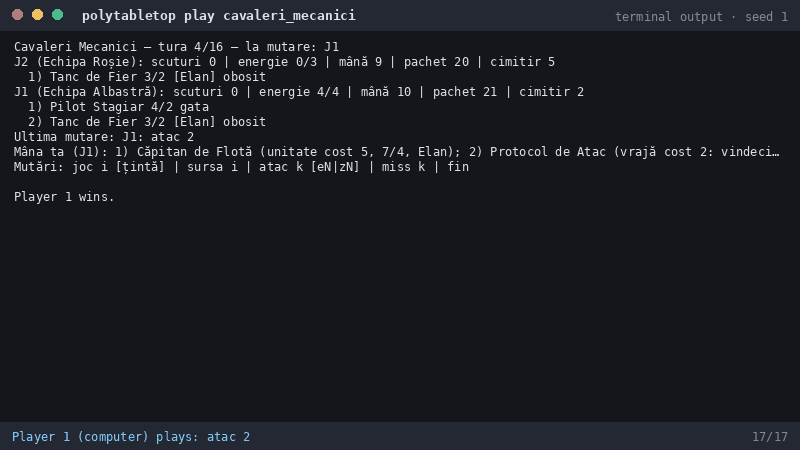 polytabletop play cavaleri_mecanici
terminal output · seed 1
Cavaleri Mecanici — tura 4/16 — la mutare: J1
J2 (Echipa Roșie): scuturi 0 | energie 0/3 | mână 9 | pachet 20 | cimitir 5
1) Tanc de Fier 3/2 [Elan] obosit
J1 (Echipa Albastră): scuturi 0 | energie 4/4 | mână 10 | pachet 21 | cimitir 2
1) Pilot Stagiar 4/2 gata
2) Tanc de Fier 3/2 [Elan] obosit
Ultima mutare: J1: atac 2
Mâna ta (J1): 1) Căpitan de Flotă (unitate cost 5, 7/4, Elan); 2) Protocol de Atac (vrajă cost 2: vindeci…
Mutări: joc i [țintă] | sursa i | atac k [eN|zN] | miss k | fin
Player 1 wins.
Player 1 (computer) plays: atac 2
17/17